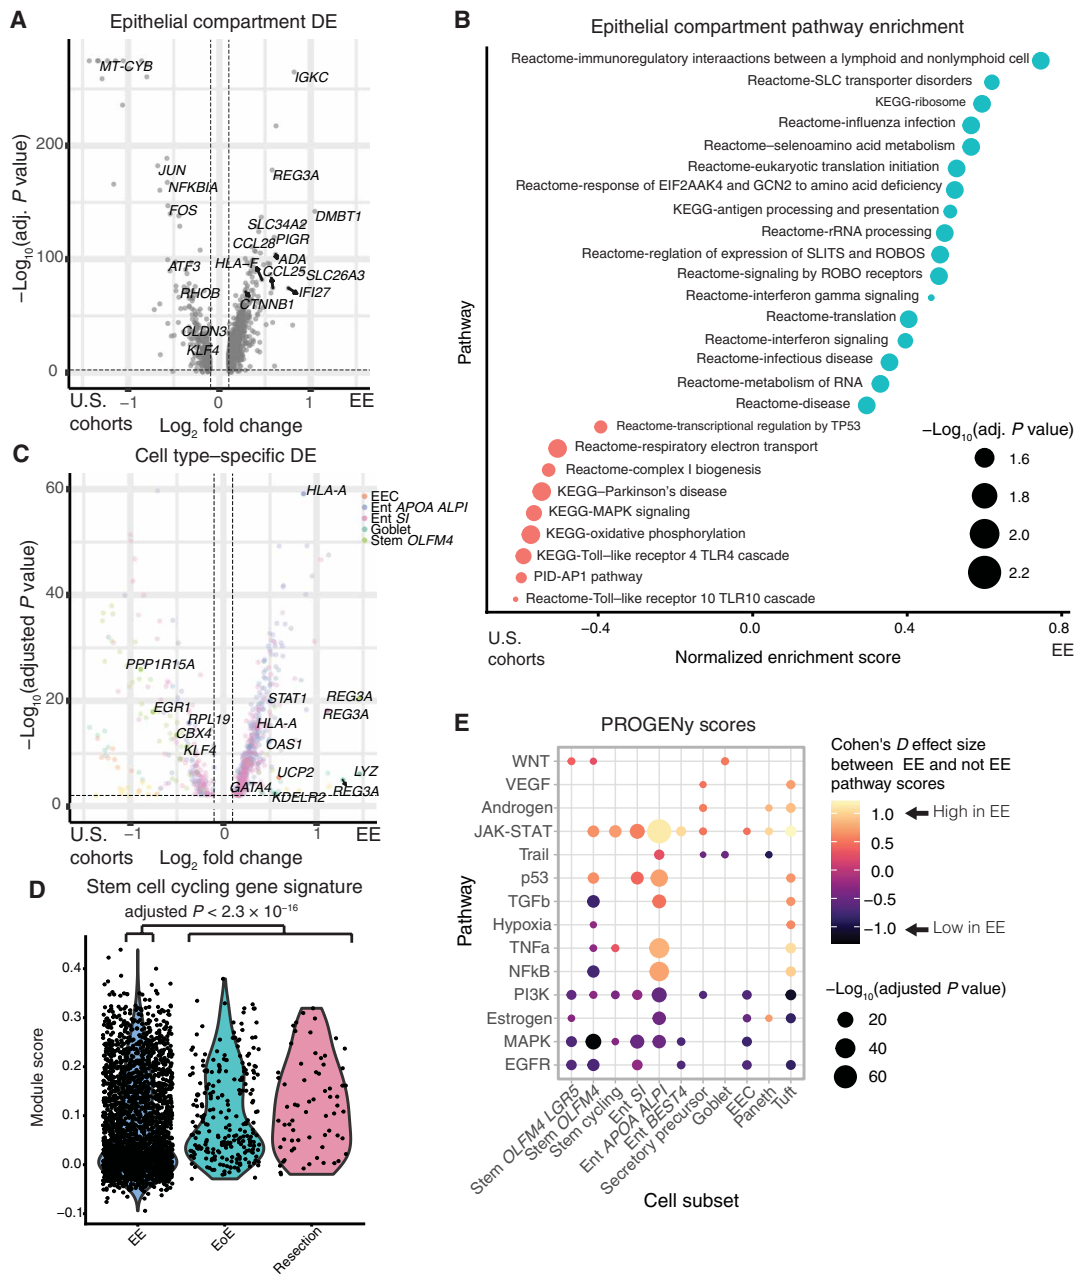 A
Epithelial compartment DE
−Log10(adj. P value)
200
100
0
MT-CYB
IGKC
JUN
NFKBIA
REG3A
FOS
DMBT1
SLC34A2
CCL28
PIGR
ATF3
HLA−F
ADA
CCL25
SLC26A3
RHOB
IFI27
CTNNB1
CLDN3
KLF4
U.S.
cohorts
−1
0
1
EE
Log2 fold change
B
Epithelial compartment pathway enrichment
Pathway
Reactome-immunoregulatory interaactions between a lymphoid and nonlymphoid cell
Reactome-SLC transporter disorders
KEGG-ribosome
Reactome-influenza infection
Reactome–selenoamino acid metabolism
Reactome-eukaryotic translation initiation
Reactome-response of EIF2AAK4 and GCN2 to amino acid deficiency
KEGG-antigen processing and presentation
Reactome-rRNA processing
Reactome-reglation of expression of SLITS and ROBOS
Reactome-signaling by ROBO receptors
Reactome-interferon gamma signaling
Reactome-translation
Reactome-interferon signaling
Reactome-infectious disease
Reactome-metabolism of RNA
Reactome-disease
Reactome-transcriptional regulation by TP53
Reactome-respiratory electron transport
Reactome-complex I biogenesis
KEGG–Parkinson's disease
KEGG-MAPK signaling
KEGG-oxidative phosphorylation
KEGG-Toll–like receptor 4 TLR4 cascade
PID-AP1 pathway
Reactome-Toll–like receptor 10 TLR10 cascade
−Log10(adj. P value)
1.6
1.8
2.0
2.2
U.S.
cohorts
−0.4
0.0
0.4
0.8
EE
Normalized enrichment score
C
Cell type–specific DE
−Log10(adjusted P value)
60
40
20
0
HLA-A
EEC
Ent APOA ALPI
Ent SI
Goblet
Stem OLFM4
PPP1R15A
EGR1
RPL19
CBX4
KLF4
STAT1
REG3A
HLA-A
REG3A
OAS1
UCP2
LYZ
GATA4
REG3A
KDELR2
U.S.
cohorts
−1
0
1
EE
Log2 fold change
D
Stem cell cycling gene signature
adjusted P < 2.3 × 10−16
Module score
0.4
0.3
0.2
0.1
0.0
−0.1
EE
EoE
Resection
E
PROGENy scores
Pathway
WNT
VEGF
Androgen
JAK-STAT
Trail
p53
TGFb
Hypoxia
TNFa
NFkB
PI3K
Estrogen
MAPK
EGFR
Stem OLFM4 LGR5
Stem OLFM4
Stem cycling
Ent SI
Ent APOA ALPI
Ent BEST4
Secretory precursor
Goblet
EEC
Paneth
Tuft
Cell subset
Cohen's D effect size
between EE and not EE
pathway scores
1.0
0.5
0.0
−0.5
−1.0
High in EE
Low in EE
−Log10(adjusted P value)
20
40
60